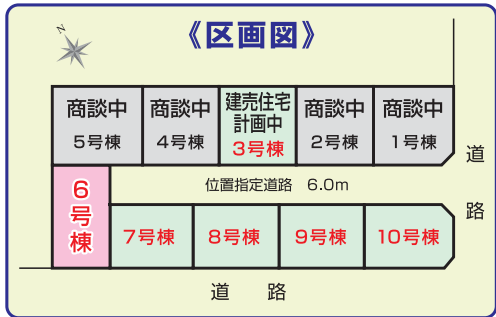 《区画図》
N
商談中
5号棟
商談中
4号棟
建売住宅
計画中
3号棟
商談中
2号棟
商談中
1号棟
道路
位置指定道路 6.0m
6号棟
7号棟
8号棟
9号棟
10号棟
道路